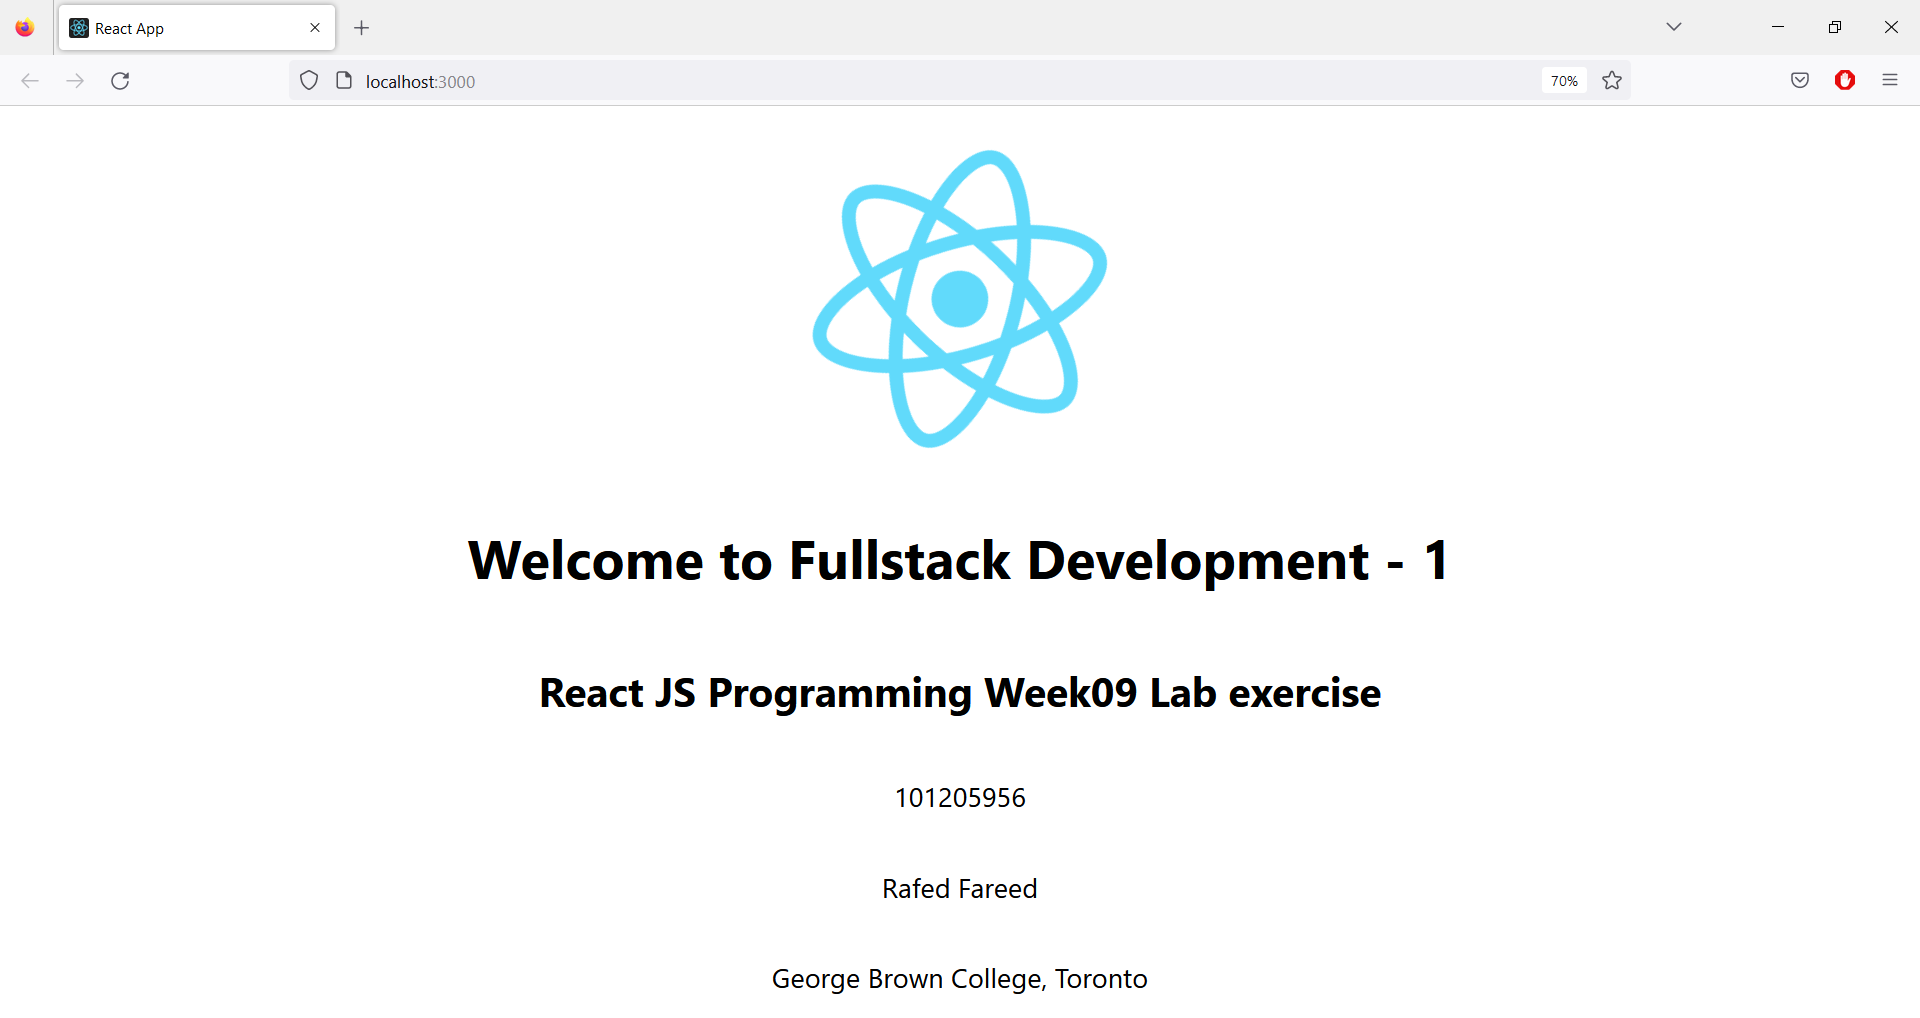 React App
localhost:3000
70%
Welcome to Fullstack Development - 1
React JS Programming Week09 Lab exercise
101205956
Rafed Fareed
George Brown College, Toronto